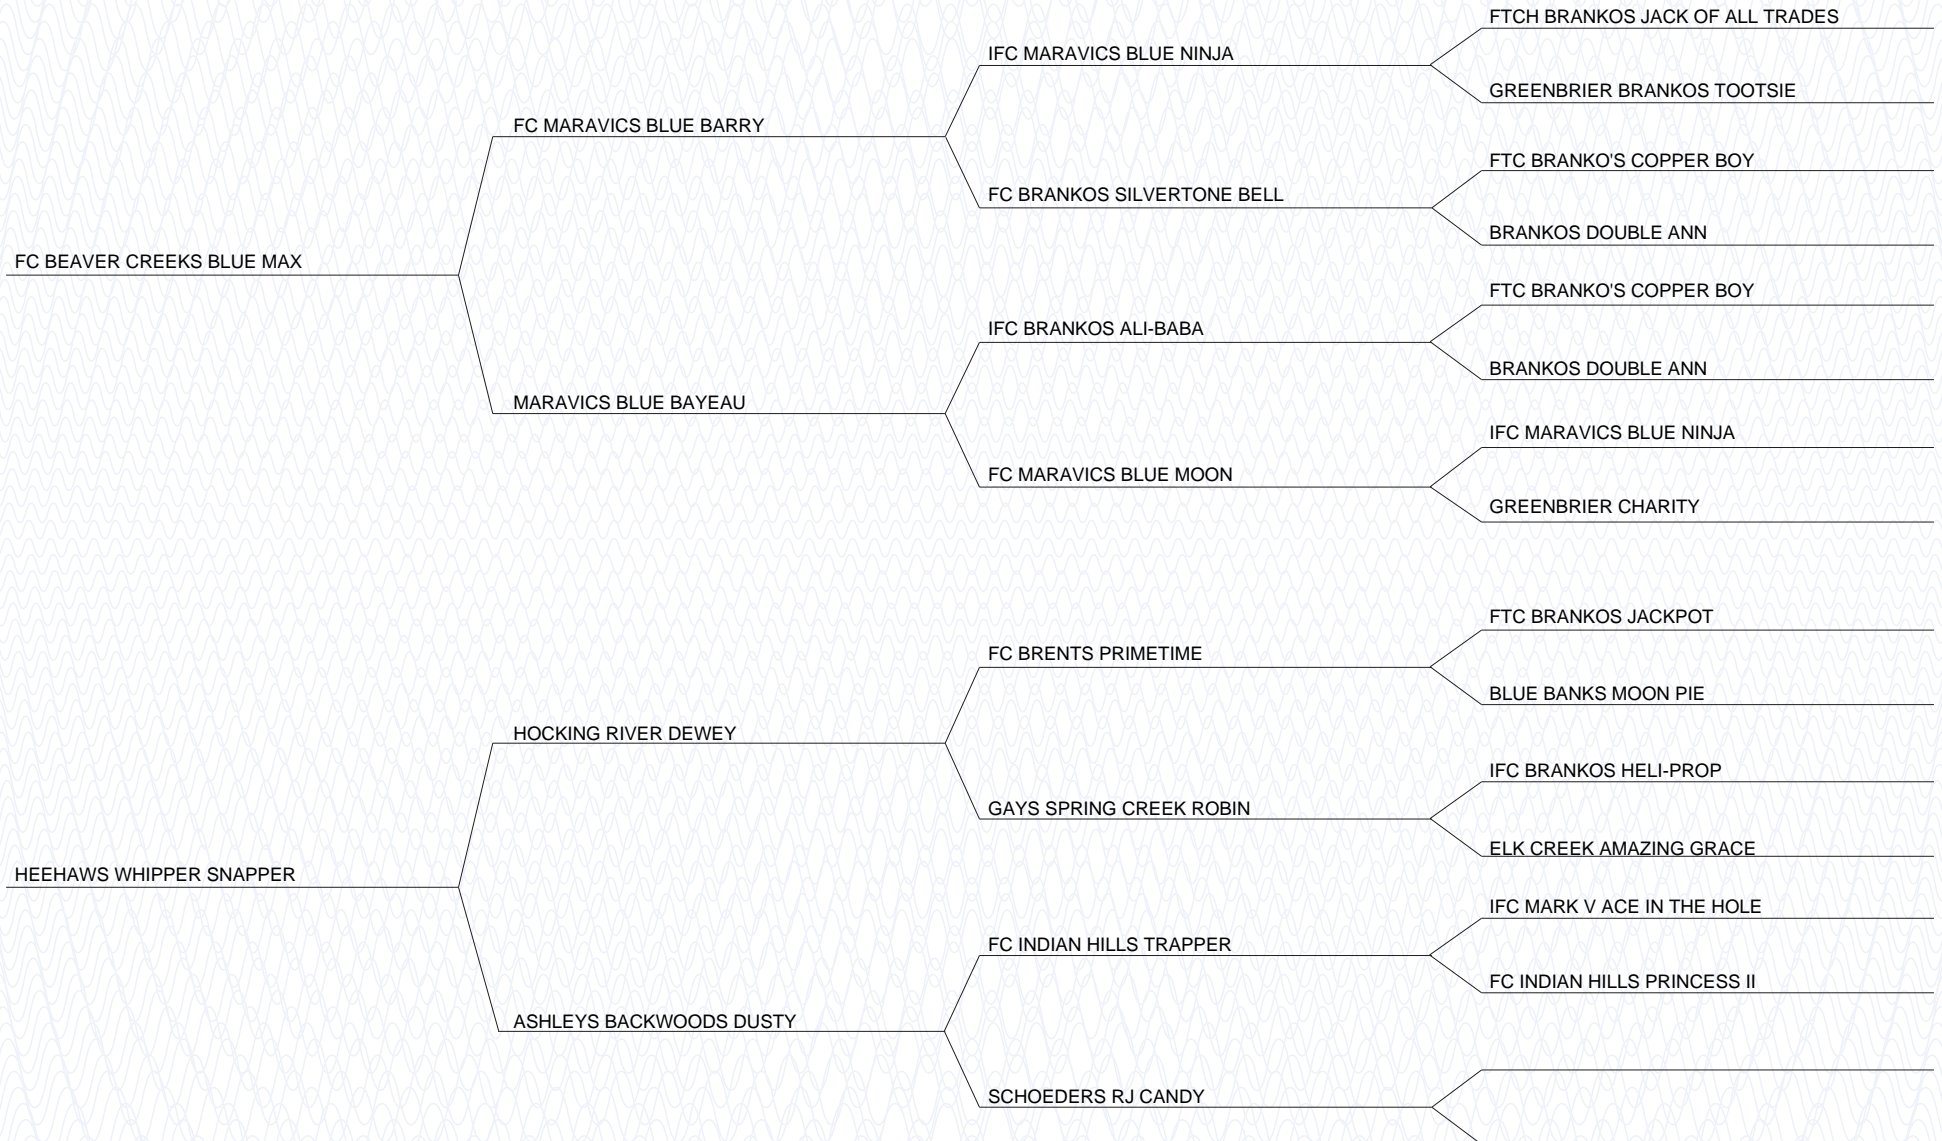 FTCH BRANKOS JACK OF ALL TRADES
IFC MARAVICS BLUE NINJA
GREENBRIER BRANKOS TOOTSIE
FC MARAVICS BLUE BARRY
FTC BRANKO'S COPPER BOY
FC BRANKOS SILVERTONE BELL
BRANKOS DOUBLE ANN
FC BEAVER CREEKS BLUE MAX
FTC BRANKO'S COPPER BOY
IFC BRANKOS ALI-BABA
BRANKOS DOUBLE ANN
MARAVICS BLUE BAYEAU
IFC MARAVICS BLUE NINJA
FC MARAVICS BLUE MOON
GREENBRIER CHARITY
FTC BRANKOS JACKPOT
FC BRENTS PRIMETIME
BLUE BANKS MOON PIE
HOCKING RIVER DEWEY
IFC BRANKOS HELI-PROP
GAYS SPRING CREEK ROBIN
ELK CREEK AMAZING GRACE
HEEHAWS WHIPPER SNAPPER
IFC MARK V ACE IN THE HOLE
FC INDIAN HILLS TRAPPER
FC INDIAN HILLS PRINCESS II
ASHLEYS BACKWOODS DUSTY
SCHOEDERS RJ CANDY